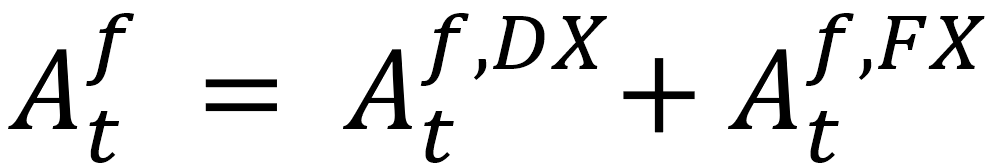 A_t^f = A_t^{f,DX} + A_t^{f,FX}